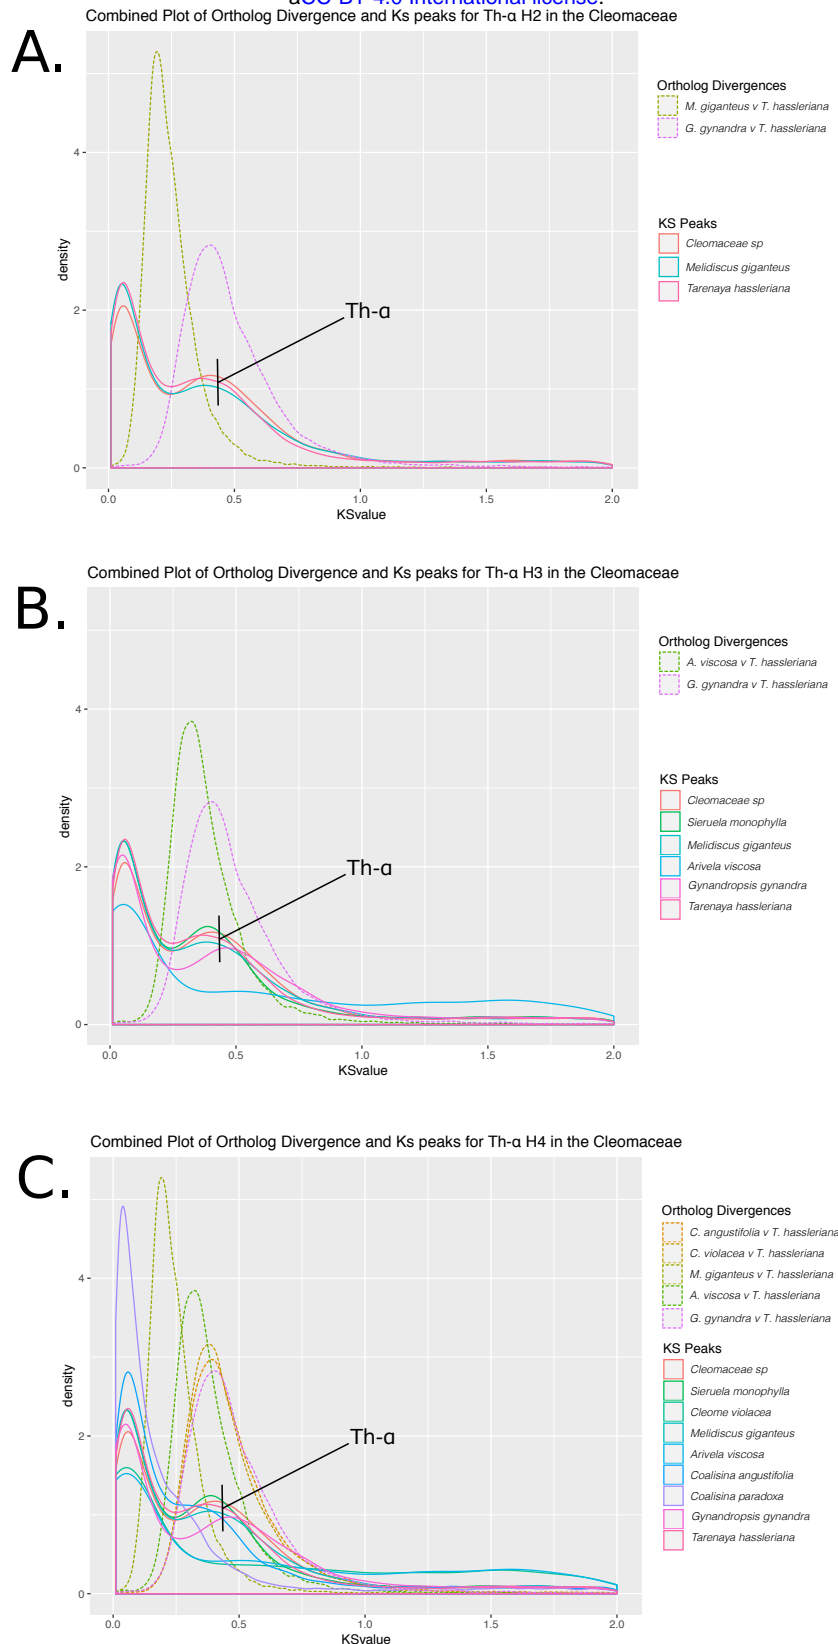 aCC-BY 4.0 International license.
Combined Plot of Ortholog Divergence and Ks peaks for Th-α H2 in the Cleomaceae
A.
Ortholog Divergences
M. giganteus v T. hassleriana
G. gynandra v T. hassleriana
4
KS Peaks
Cleomaceae sp
Melidiscus giganteus
Tarenaya hassleriana
density
Th-α
2
0
0.0 0.5 1.0 1.5 2.0
KSvalue
Combined Plot of Ortholog Divergence and Ks peaks for Th-α H3 in the Cleomaceae
B.
Ortholog Divergences
A. viscosa v T. hassleriana
G. gynandra v T. hassleriana
4
KS Peaks
Cleomaceae sp
Sieruela monophylla
Melidiscus giganteus
Arivela viscosa
Gynandropsis gynandra
Tarenaya hassleriana
density
Th-α
2
0
0.0 0.5 1.0 1.5 2.0
KSvalue
Combined Plot of Ortholog Divergence and Ks peaks for Th-α H4 in the Cleomaceae
C.
Ortholog Divergences
C. angustifolia v T. hassleriana
C. violacea v T. hassleriana
M. giganteus v T. hassleriana
A. viscosa v T. hassleriana
G. gynandra v T. hassleriana
4
KS Peaks
Cleomaceae sp
Sieruela monophylla
Cleome violacea
Melidiscus giganteus
Arivela viscosa
Coalisina angustifolia
Coalisina paradoxa
Gynandropsis gynandra
Tarenaya hassleriana
density
Th-α
2
0
0.0 0.5 1.0 1.5 2.0
KSvalue